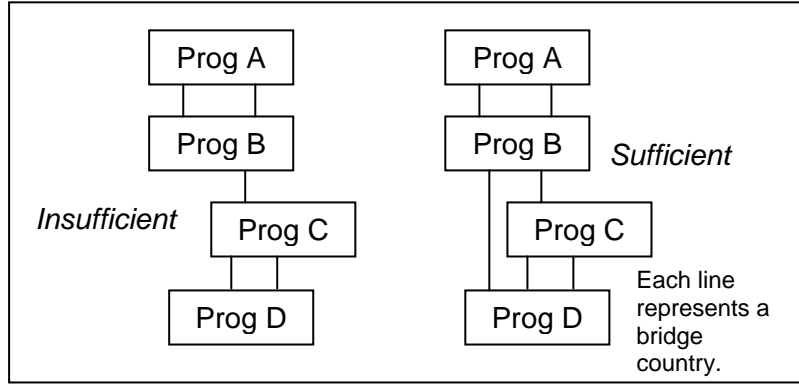 Prog A
Prog B
Insufficient
Prog C
Prog D
Prog A
Prog B
Sufficient
Prog C
Prog D
Each line
represents a
bridge
country.